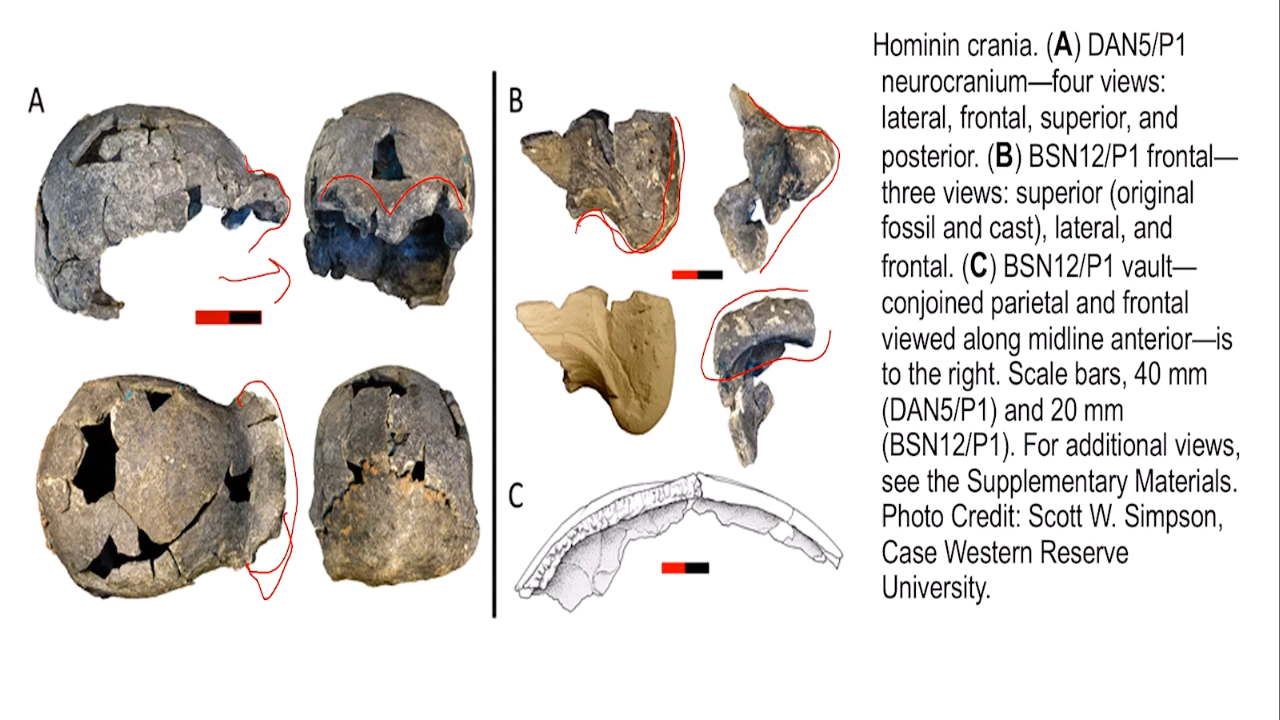 A
B
C
Hominin crania. (A) DAN5/P1
neurocranium—four views:
lateral, frontal, superior, and
posterior. (B) BSN12/P1 frontal—
three views: superior (original
fossil and cast), lateral, and
frontal. (C) BSN12/P1 vault—
conjoined parietal and frontal
viewed along midline anterior—is
to the right. Scale bars, 40 mm
(DAN5/P1) and 20 mm
(BSN12/P1). For additional views,
see the Supplementary Materials.
Photo Credit: Scott W. Simpson,
Case Western Reserve
University.